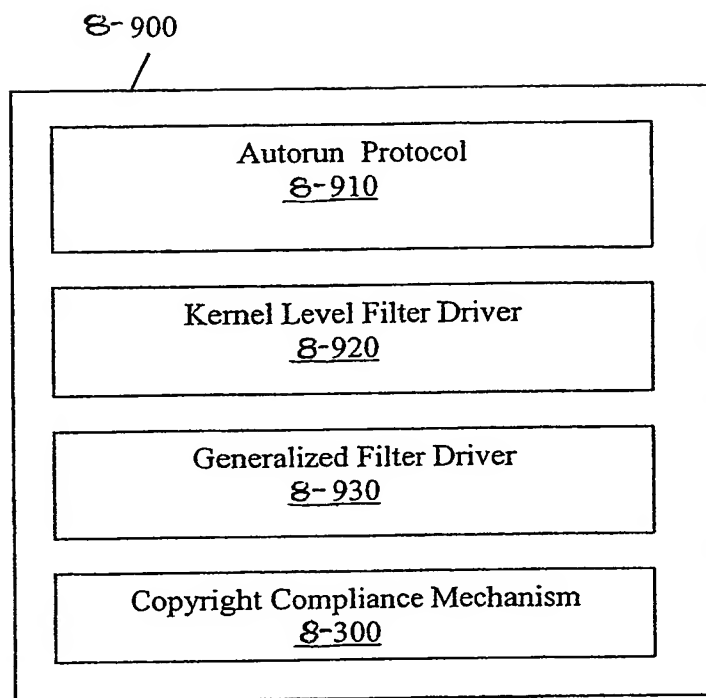 8-900
Autorun Protocol
8-910
Kernel Level Filter Driver
8-920
Generalized Filter Driver
8-930
Copyright Compliance Mechanism
8-300